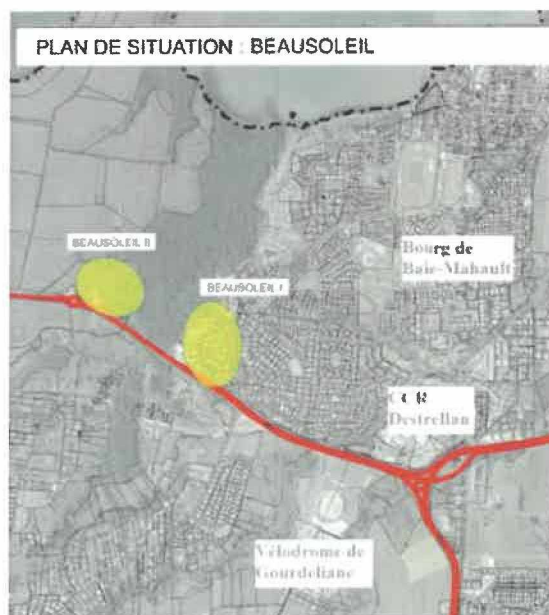 PLAN DE SITUATION : BEAUSOLEIL
BEAUSOLEIL II
BEAUSOLEIL I
Bourg de
Baie-Mahault
Destrellan
Vélodrome de
Gourdeliane